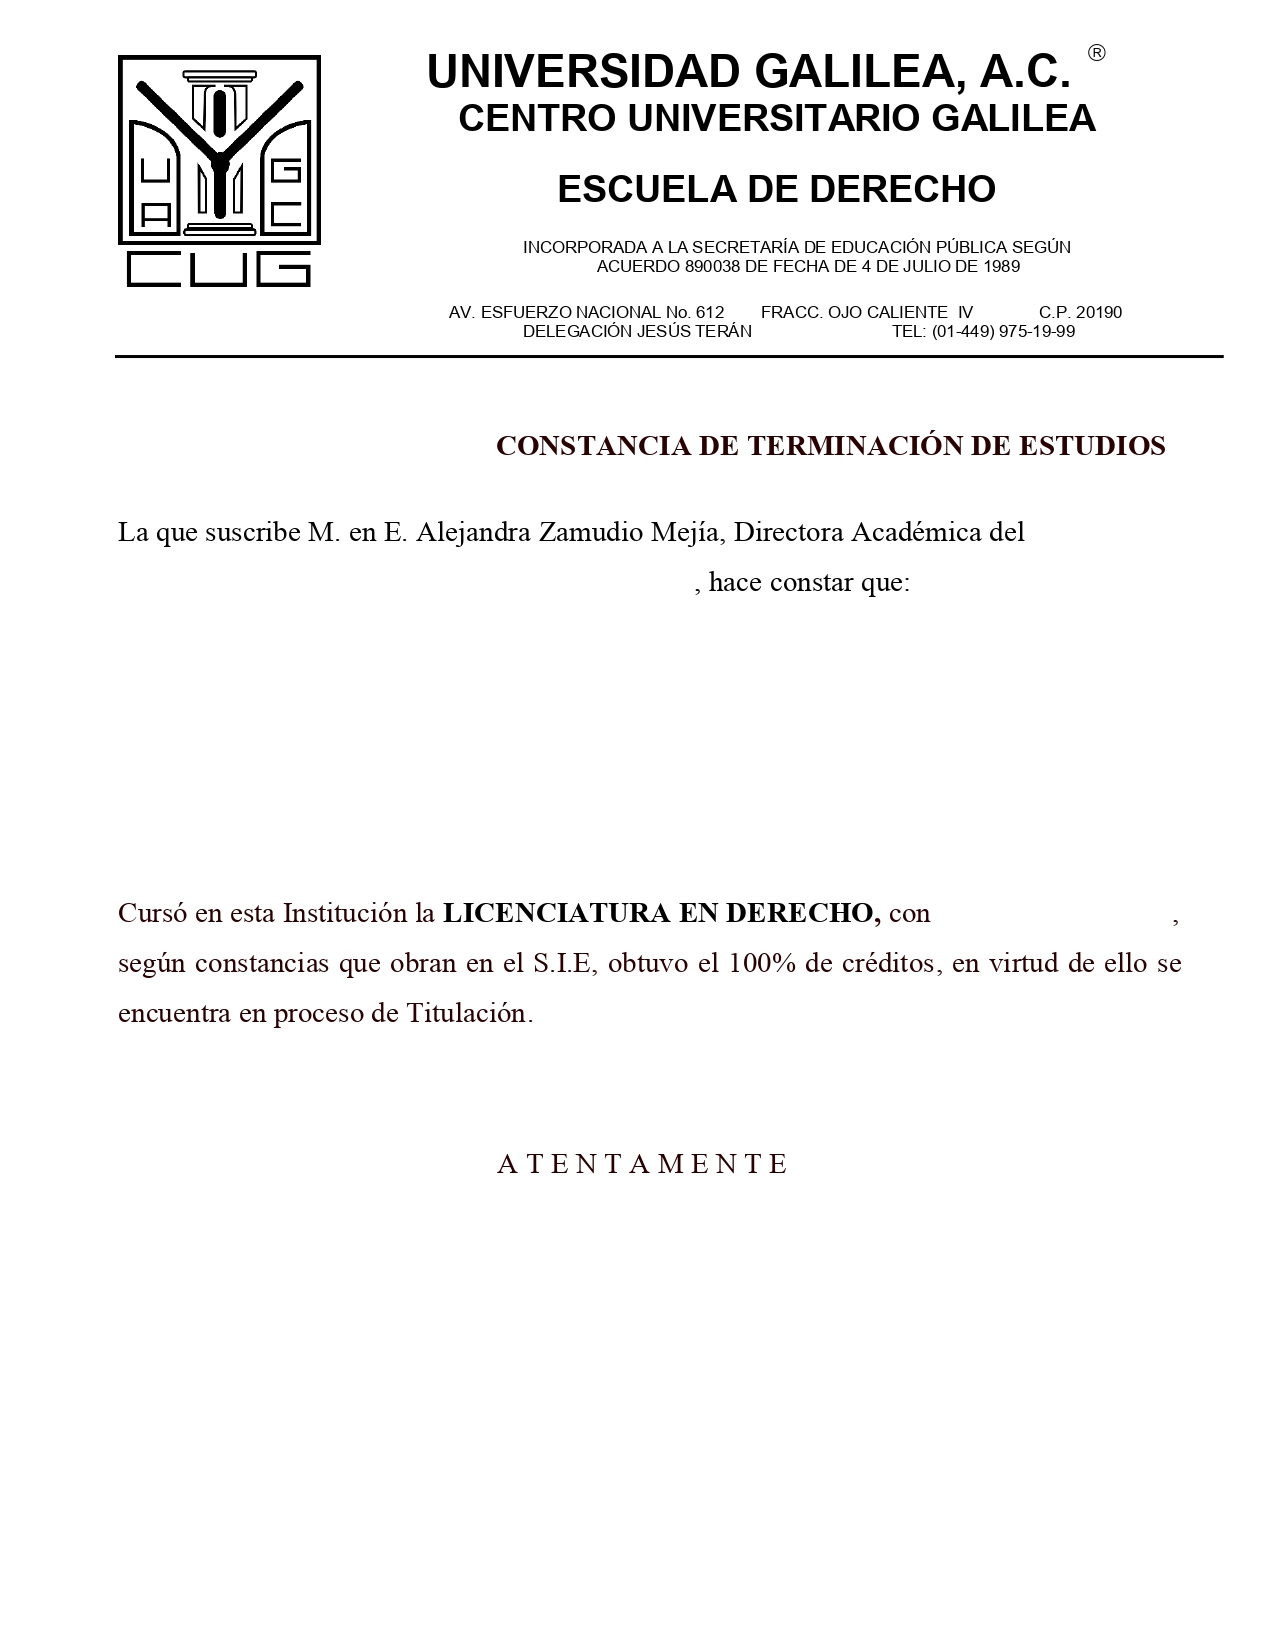 UNIVERSIDAD GALILEA, A.C. ®
CENTRO UNIVERSITARIO GALILEA
ESCUELA DE DERECHO
U G
A C
CUG
INCORPORADA A LA SECRETARÍA DE EDUCACIÓN PÚBLICA SEGÚN
ACUERDO 890038 DE FECHA DE 4 DE JULIO DE 1989
AV. ESFUERZO NACIONAL No. 612 FRACC. OJO CALIENTE IV C.P. 20190
DELEGACIÓN JESÚS TERÁN TEL: (01-449) 975-19-99
CONSTANCIA DE TERMINACIÓN DE ESTUDIOS
La que suscribe M. en E. Alejandra Zamudio Mejía, Directora Académica del
, hace constar que:
Cursó en esta Institución la LICENCIATURA EN DERECHO, con ,
según constancias que obran en el S.I.E, obtuvo el 100% de créditos, en virtud de ello se
encuentra en proceso de Titulación.
A T E N T A M E N T E